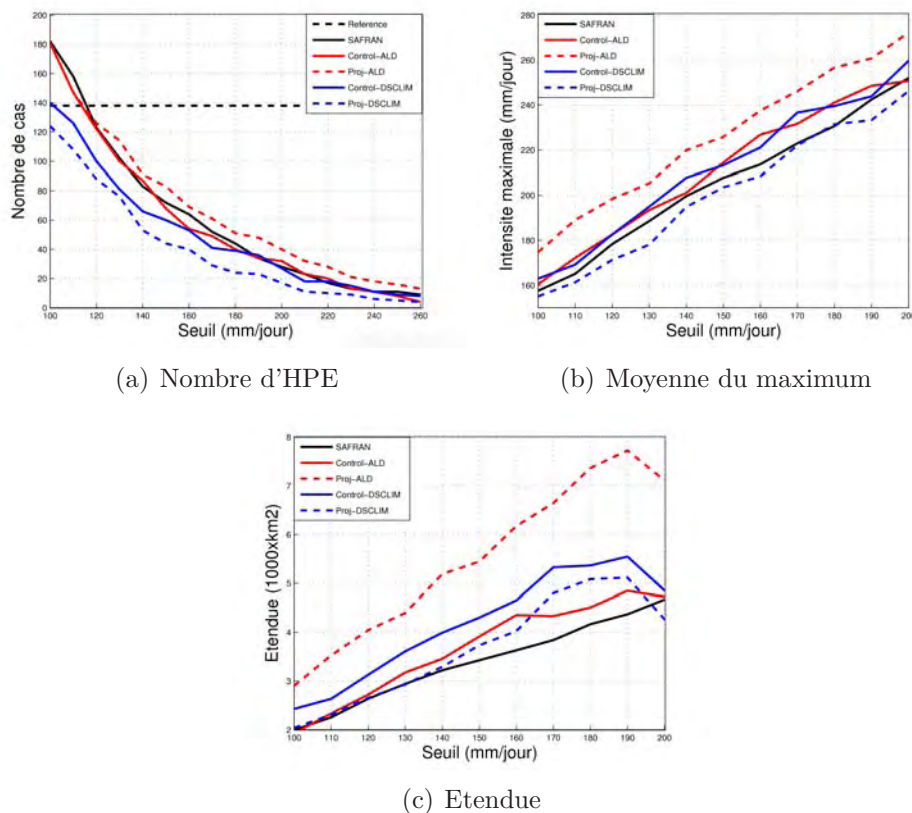 200
180
160
140
120
100
80
60
40
20
0
Nombre de cas
Reference
SAFRAN
Control-ALD
Proj-ALD
Control-DSCLIM
Proj-DSCLIM
100 120 140 160 180 200 220 240 260
Seuil (mm/jour)
(a) Nombre d'HPE
260
240
220
200
180
160
Intensite maximale (mm/jour)
SAFRAN
Control-ALD
Proj-ALD
Control-DSCLIM
Proj-DSCLIM
100 110 120 130 140 150 160 170 180 190 200
Seuil (mm/jour)
(b) Moyenne du maximum
8
7
6
5
4
3
2
Etendue (1000xkm2)
SAFRAN
Control-ALD
Proj-ALD
Control-DSCLIM
Proj-DSCLIM
100 110 120 130 140 150 160 170 180 190 200
Seuil (mm/jour)
(c) Etendue